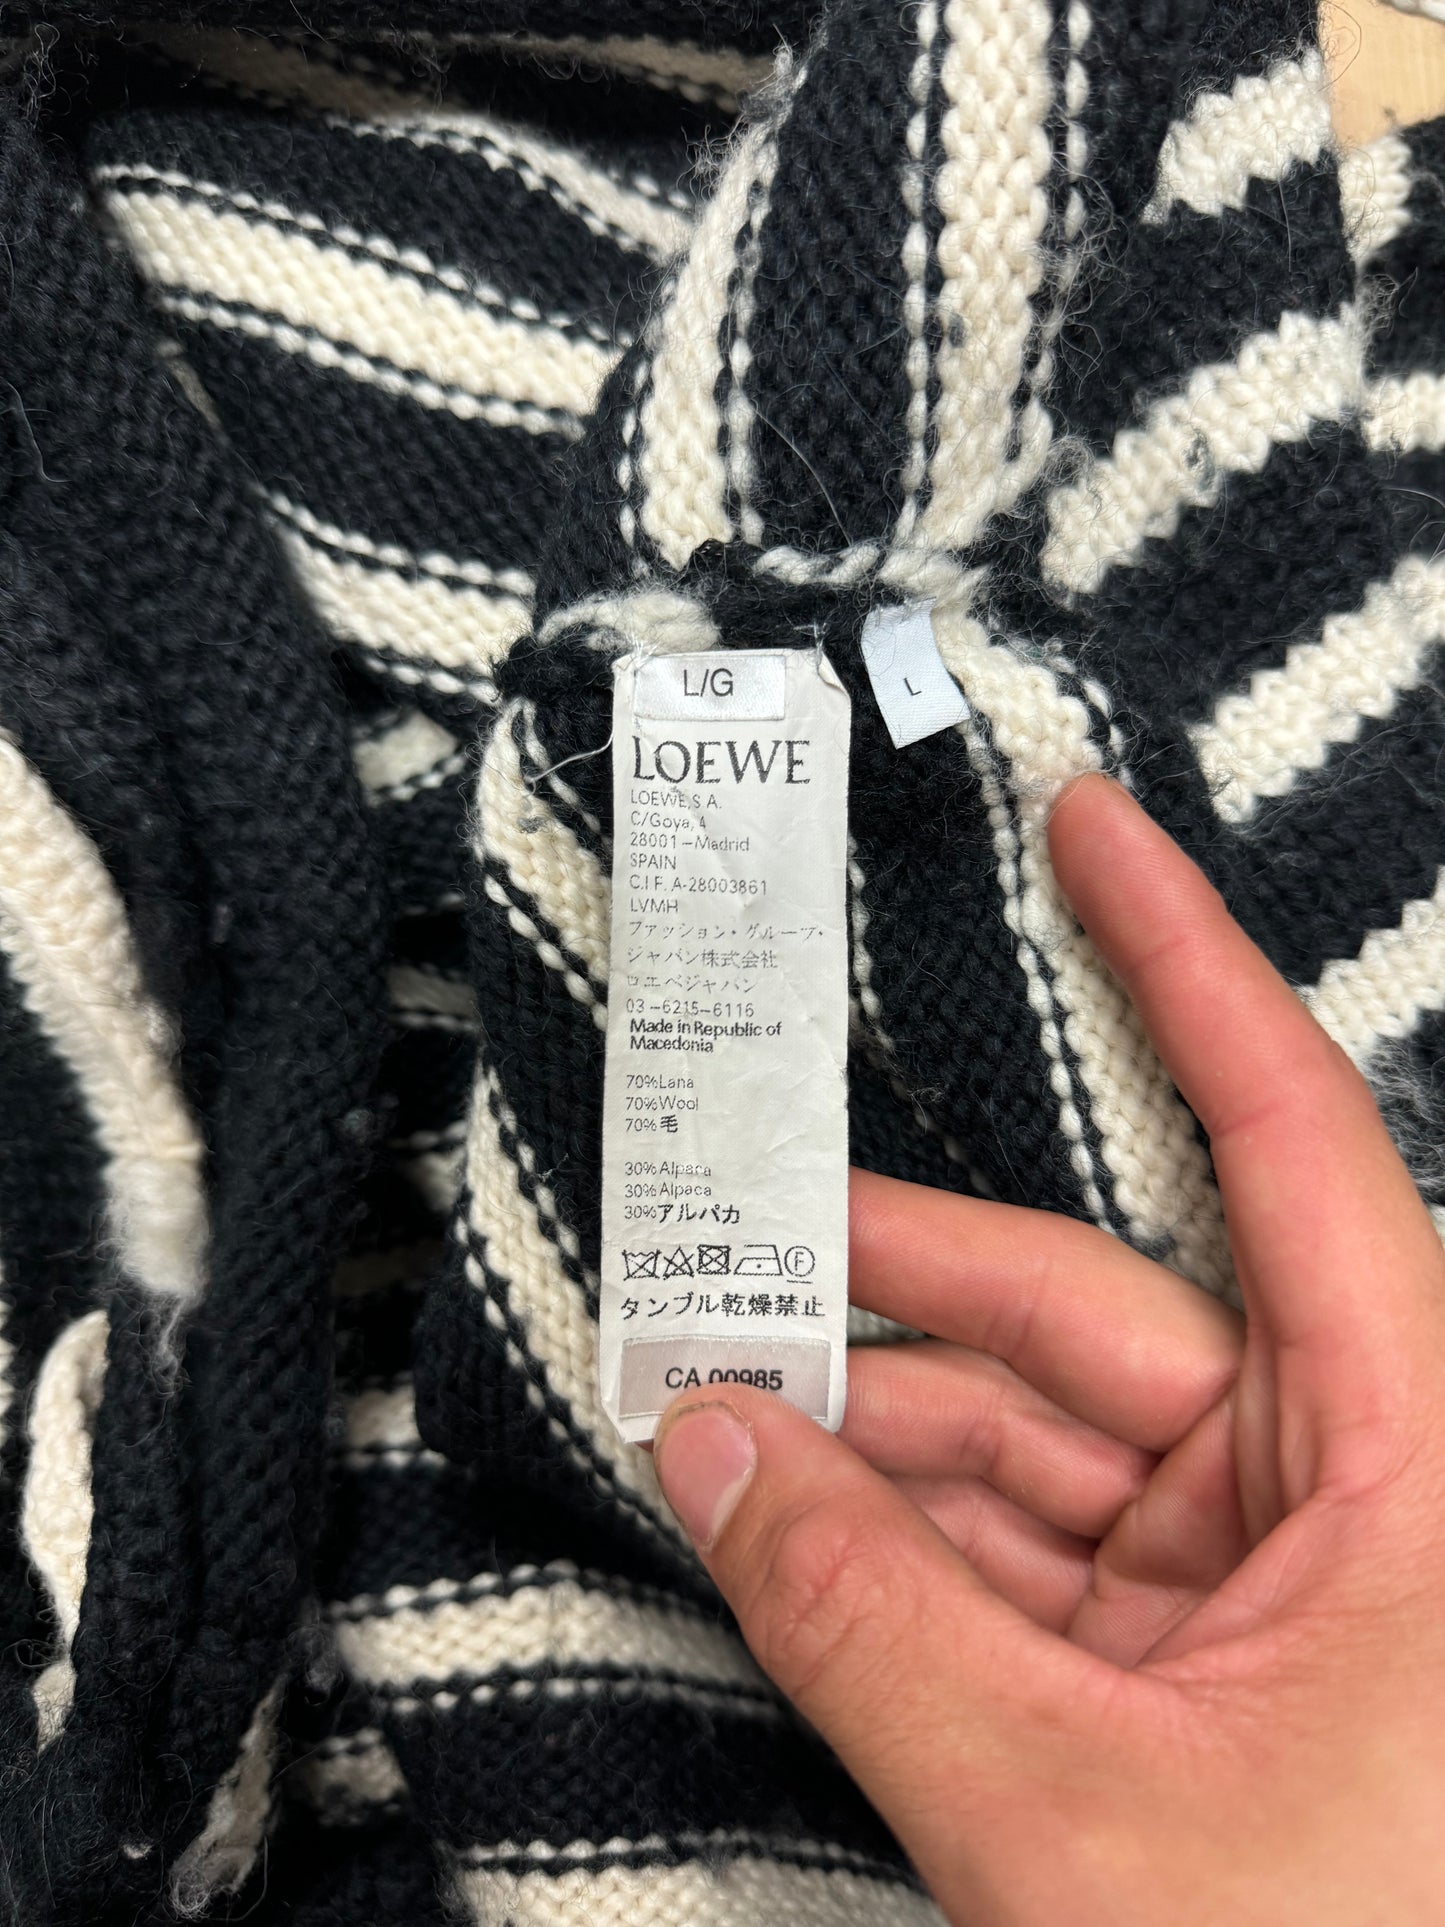 L/G
L
LOEWE
LOEWE,S.A.
C/Goya, 4
28001-Madrid
SPAIN
C.I.F. A-28003861
LVMH
ファッション・グループ・
ジャパン株式会社
ロエベジャパン
03-6215-6116
Made in Republic of
Macedonia
70%Lana
70%Wool
70%毛
30%Alpaca
30%Alpaca
30%アルパカ
F
タンブル乾燥禁止
CA 00985